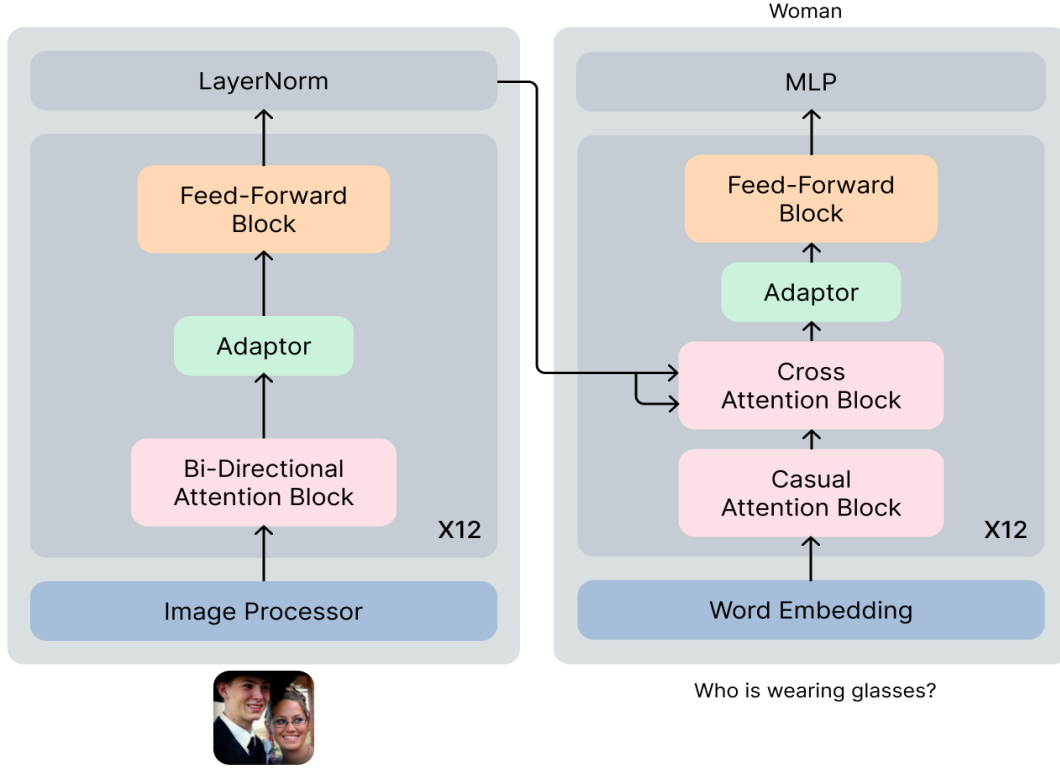 Woman
LayerNorm
Feed-Forward
Block
Adaptor
Bi-Directional
Attention Block
X12
Image Processor
MLP
Feed-Forward
Block
Adaptor
Cross
Attention Block
Casual
Attention Block
X12
Word Embedding
Who is wearing glasses?